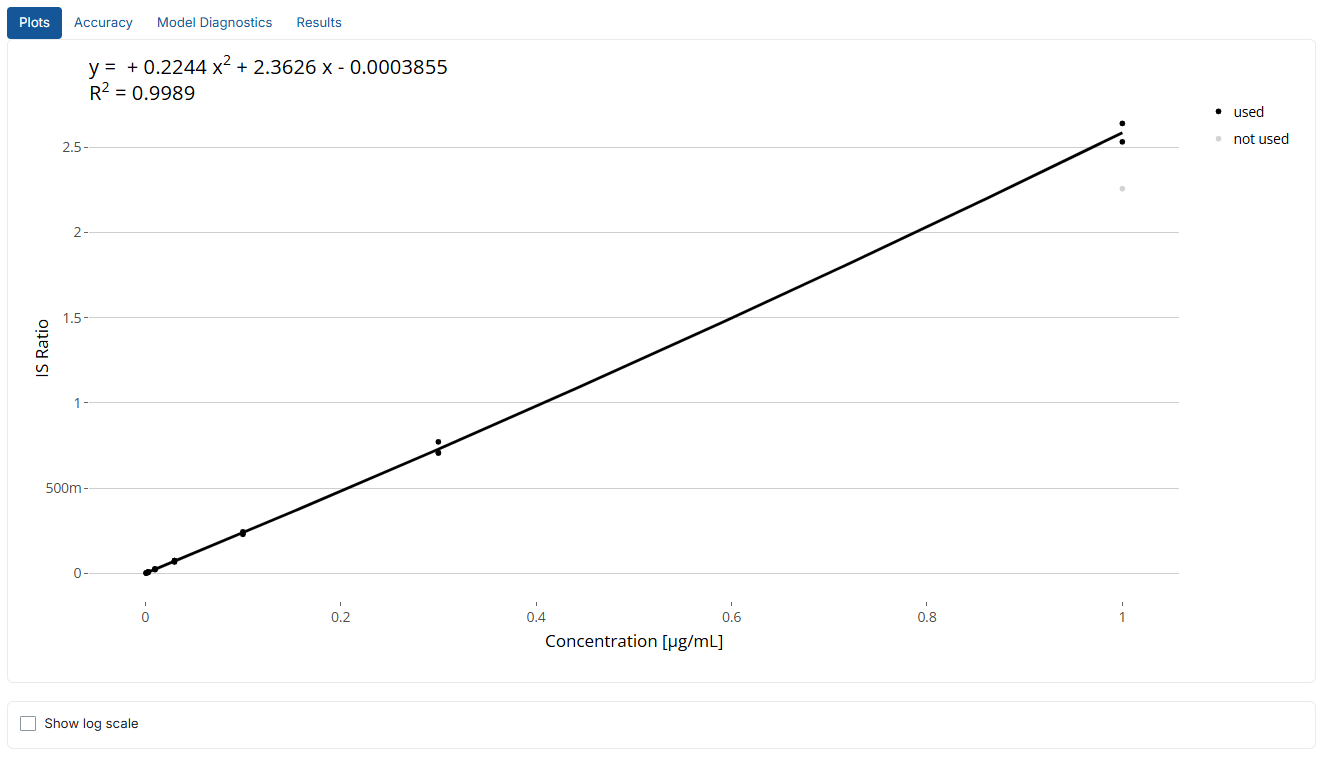 Plots Accuracy Model Diagnostics Results
y = + 0.2244 x² + 2.3626 x - 0.0003855
R² = 0.9989
used
not used
2.5
2
1.5
1
500m
0
IS Ratio
0 0.2 0.4 0.6 0.8 1
Concentration [µg/mL]
Show log scale